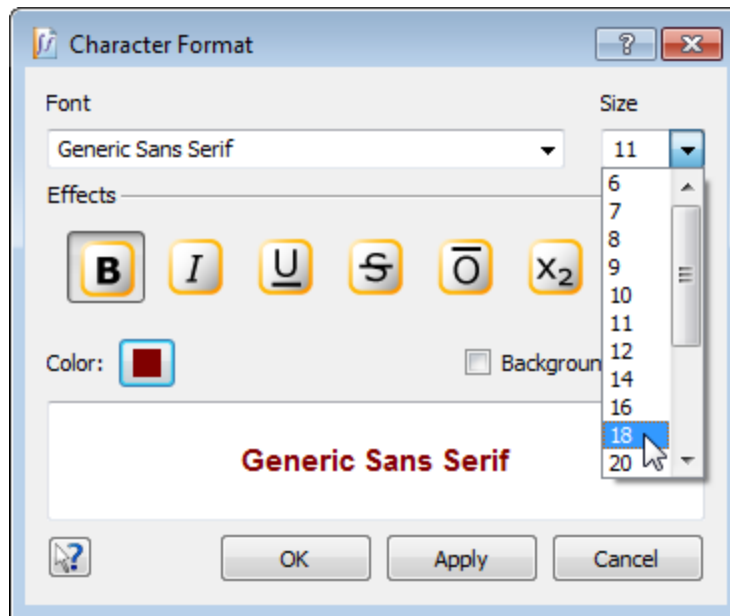 Character Format
Font
Size
Generic Sans Serif
11
Effects
6
7
8
9
10
11
12
14
16
18
20
B
I
U
S
O
X₂
Color:
Backgroun
Generic Sans Serif
OK
Apply
Cancel